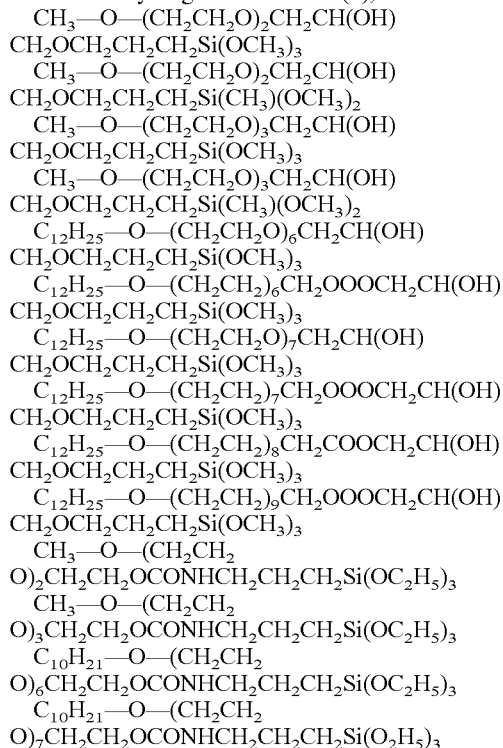 CH₃—O—(CH₂CH₂O)₂CH₂CH(OH)
CH₂OCH₂CH₂CH₂Si(OCH₃)₃
CH₃—O—(CH₂CH₂O)₂CH₂CH(OH)
CH₂OCH₂CH₂CH₂Si(CH₃)(OCH₃)₂
CH₃—O—(CH₂CH₂O)₃CH₂CH(OH)
CH₂OCH₂CH₂CH₂Si(OCH₃)₃
CH₃—O—(CH₂CH₂O)₃CH₂CH(OH)
CH₂OCH₂CH₂CH₂Si(CH₃)(OCH₃)₂
C₁₂H₂₅—O—(CH₂CH₂O)₆CH₂CH(OH)
CH₂OCH₂CH₂CH₂Si(OCH₃)₃
C₁₂H₂₅—O—(CH₂CH₂)₆CH₂OOOCH₂CH(OH)
CH₂OCH₂CH₂CH₂Si(OCH₃)₃
C₁₂H₂₅—O—(CH₂CH₂O)₇CH₂CH(OH)
CH₂OCH₂CH₂CH₂Si(OCH₃)₃
C₁₂H₂₅—O—(CH₂CH₂)₇CH₂OOOCH₂CH(OH)
CH₂OCH₂CH₂CH₂Si(OCH₃)₃
C₁₂H₂₅—O—(CH₂CH₂)₈CH₂COOCH₂CH(OH)
CH₂OCH₂CH₂CH₂Si(OCH₃)₃
C₁₂H₂₅—O—(CH₂CH₂)₉CH₂OOOCH₂CH(OH)
CH₂OCH₂CH₂CH₂Si(OCH₃)₃
CH₃—O—(CH₂CH₂
O)₂CH₂CH₂OCONHCH₂CH₂CH₂Si(OC₂H₅)₃
CH₃—O—(CH₂CH₂
O)₃CH₂CH₂OCONHCH₂CH₂CH₂Si(OC₂H₅)₃
C₁₀H₂₁—O—(CH₂CH₂
O)₆CH₂CH₂OCONHCH₂CH₂CH₂Si(OC₂H₅)₃
C₁₀H₂₁—O—(CH₂CH₂
O)₇CH₂CH₂OCONHCH₂CH₂CH₂Si(O₂H₅)₃